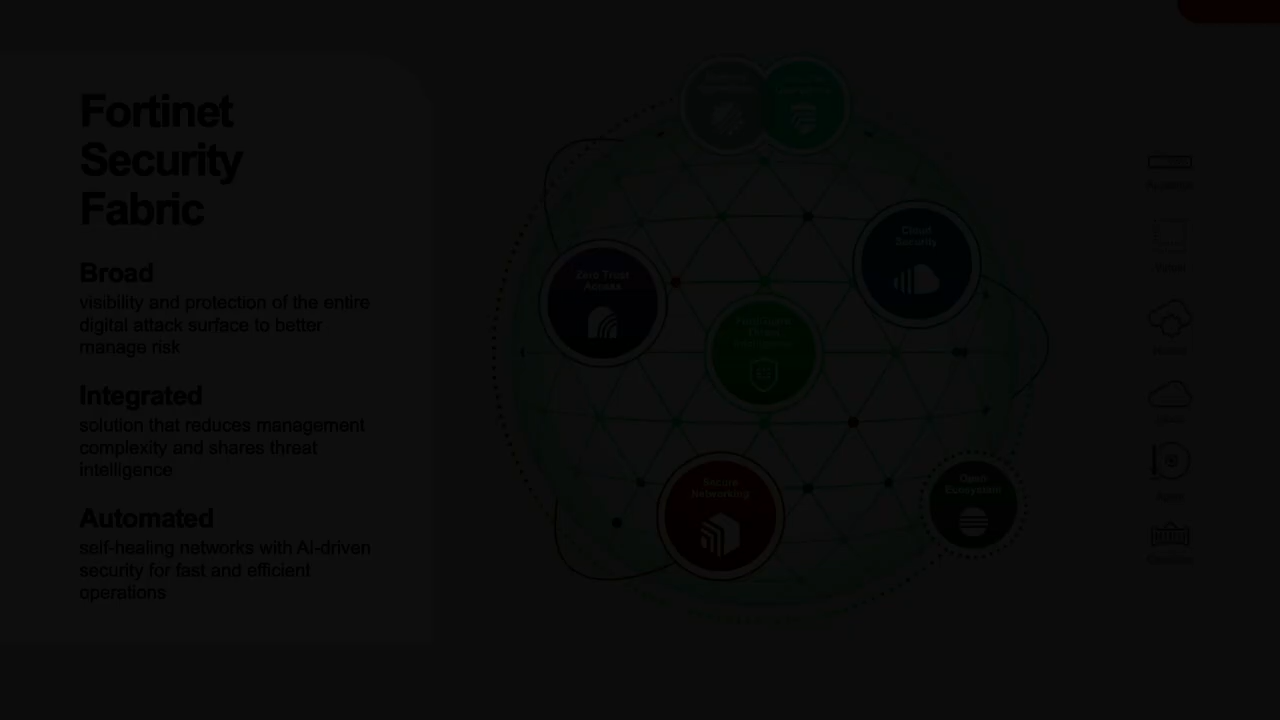 Fortinet
Security
Fabric
Broad
visibility and protection of the entire
digital attack surface to better
manage risk
Integrated
solution that reduces management
complexity and shares threat
intelligence
Automated
self-healing networks with AI-driven
security for fast and efficient
operations
Zero Trust
Access
Cloud
Security
Secure
Networking
Open
Ecosystem